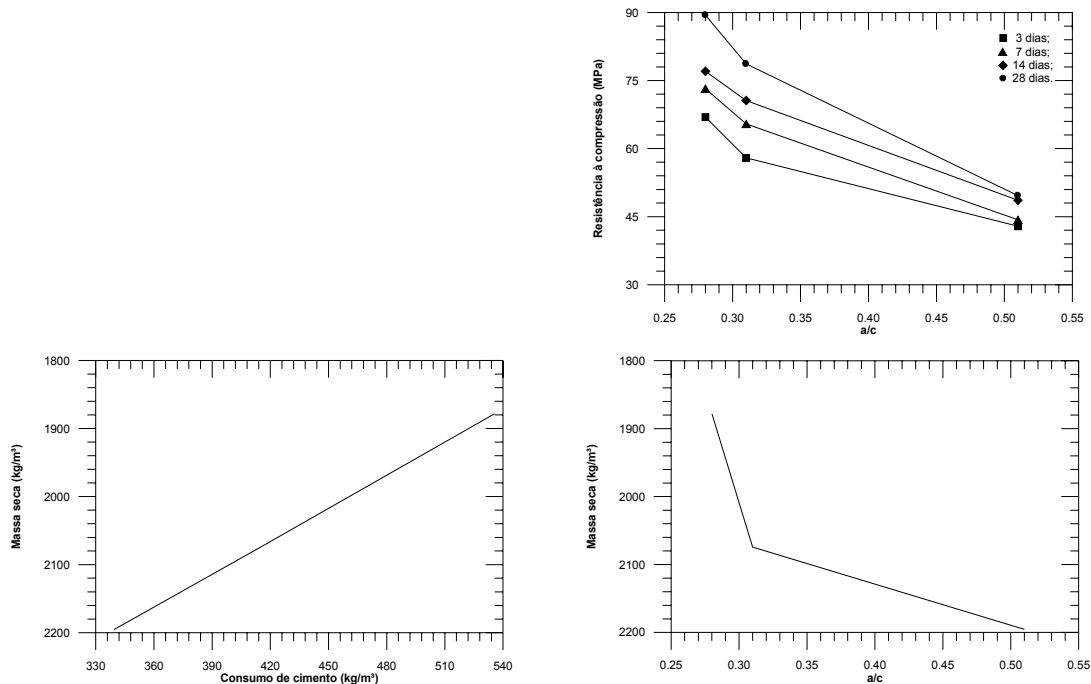 90
75
60
45
30
Resistência à compressão (MPa)
3 dias;
7 dias;
14 dias;
28 dias.
0.25 0.30 0.35 0.40 0.45 0.50 0.55
a/c
1800
1900
2000
2100
2200
Massa seca (kg/m³)
330 360 390 420 450 480 510 540
Consumo de cimento (kg/m³)
1800
1900
2000
2100
2200
Massa seca (kg/m³)
0.25 0.30 0.35 0.40 0.45 0.50 0.55
a/c